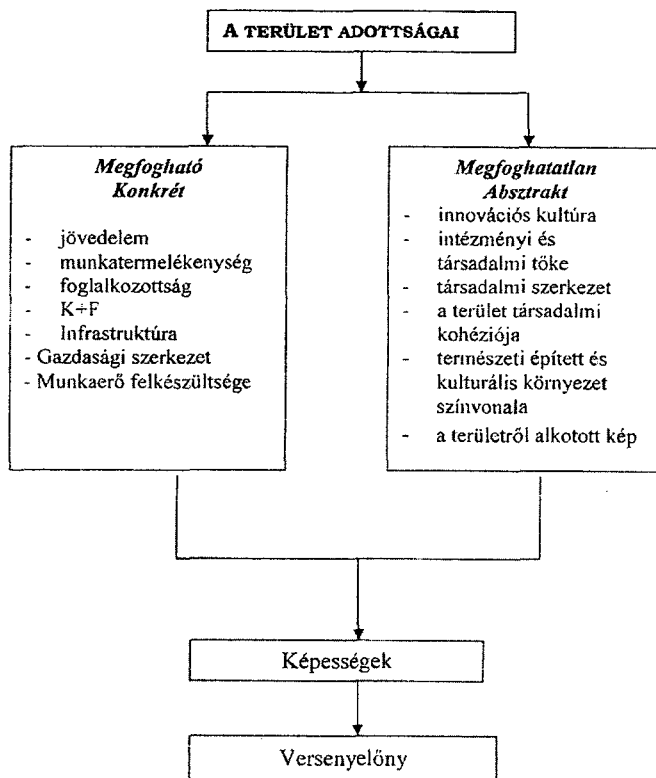 A TERÜLET ADOTTSÁGAI
Megfogható
Konkrét
- jövedelem
- munkatermelékenység
- foglalkozottság
- K+F
- Infrastruktúra
- Gazdasági szerkezet
- Munkaerő felkészültsége
Megfoghatatlan
Absztrakt
- innovációs kultúra
- intézményi és
társadalmi tőke
- társadalmi szerkezet
- a terület társadalmi
kohéziója
- természeti épített és
kulturális környezet
színvonala
- a területről alkotott kép
Képességek
Versenyelőny